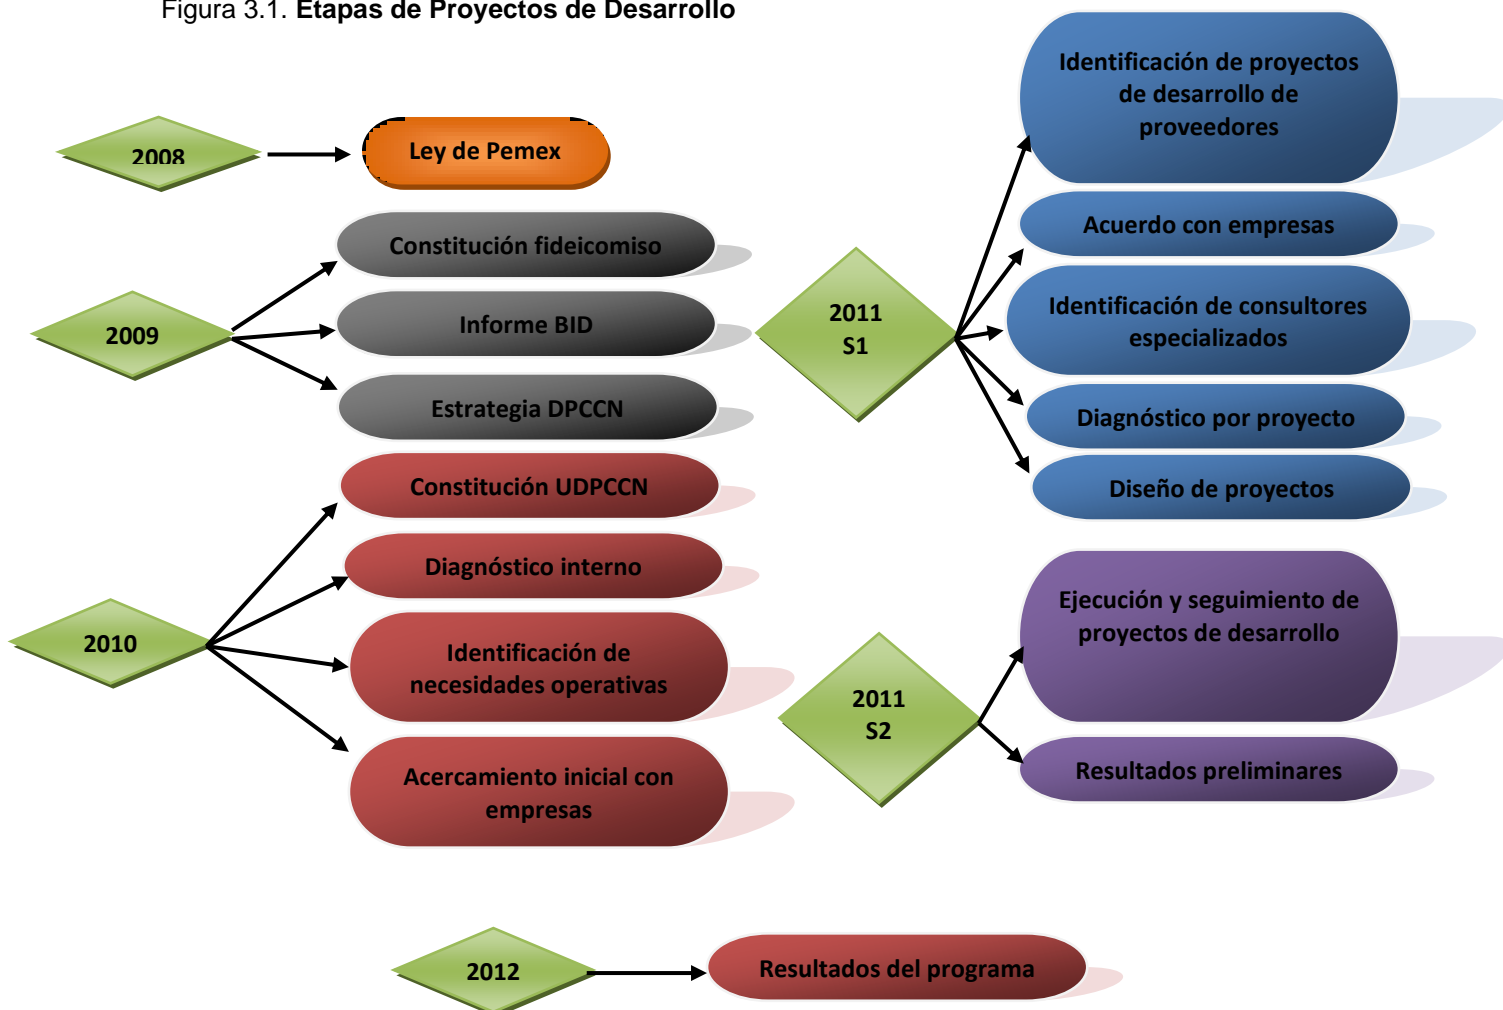 Figura 3.1. Etapas de Proyectos de Desarrollo
2008
Ley de Pemex
2009
Constitución fideicomiso
Informe BID
Estrategia DPCCN
2010
Constitución UDPCCN
Diagnóstico interno
Identificación de
necesidades operativas
Acercamiento inicial con
empresas
2011
S1
Identificación de proyectos
de desarrollo de
proveedores
Acuerdo con empresas
Identificación de consultores
especializados
Diagnóstico por proyecto
Diseño de proyectos
2011
S2
Ejecución y seguimiento de
proyectos de desarrollo
Resultados preliminares
2012
Resultados del programa